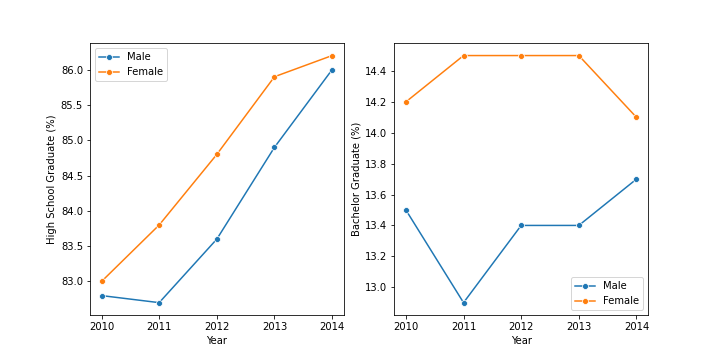 Male
Female
High School Graduate (%)
86.0
85.5
85.0
84.5
84.0
83.5
83.0
2010 2011 2012 2013 2014
Year
Bachelor Graduate (%)
14.4
14.2
14.0
13.8
13.6
13.4
13.2
13.0
Male
Female
2010 2011 2012 2013 2014
Year